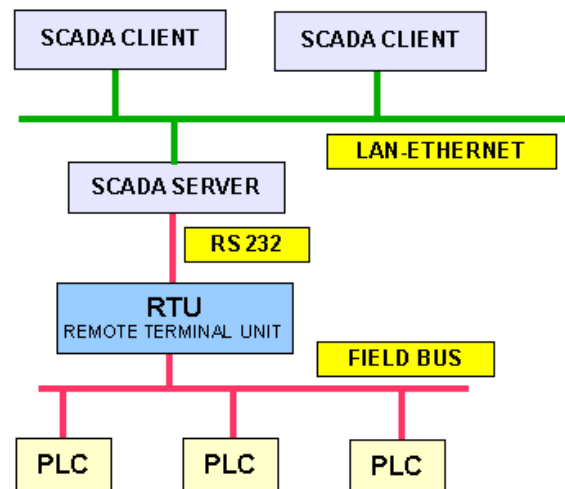 SCADA CLIENT
SCADA CLIENT
LAN-ETHERNET
SCADA SERVER
RS 232
RTU
REMOTE TERMINAL UNIT
FIELD BUS
PLC
PLC
PLC